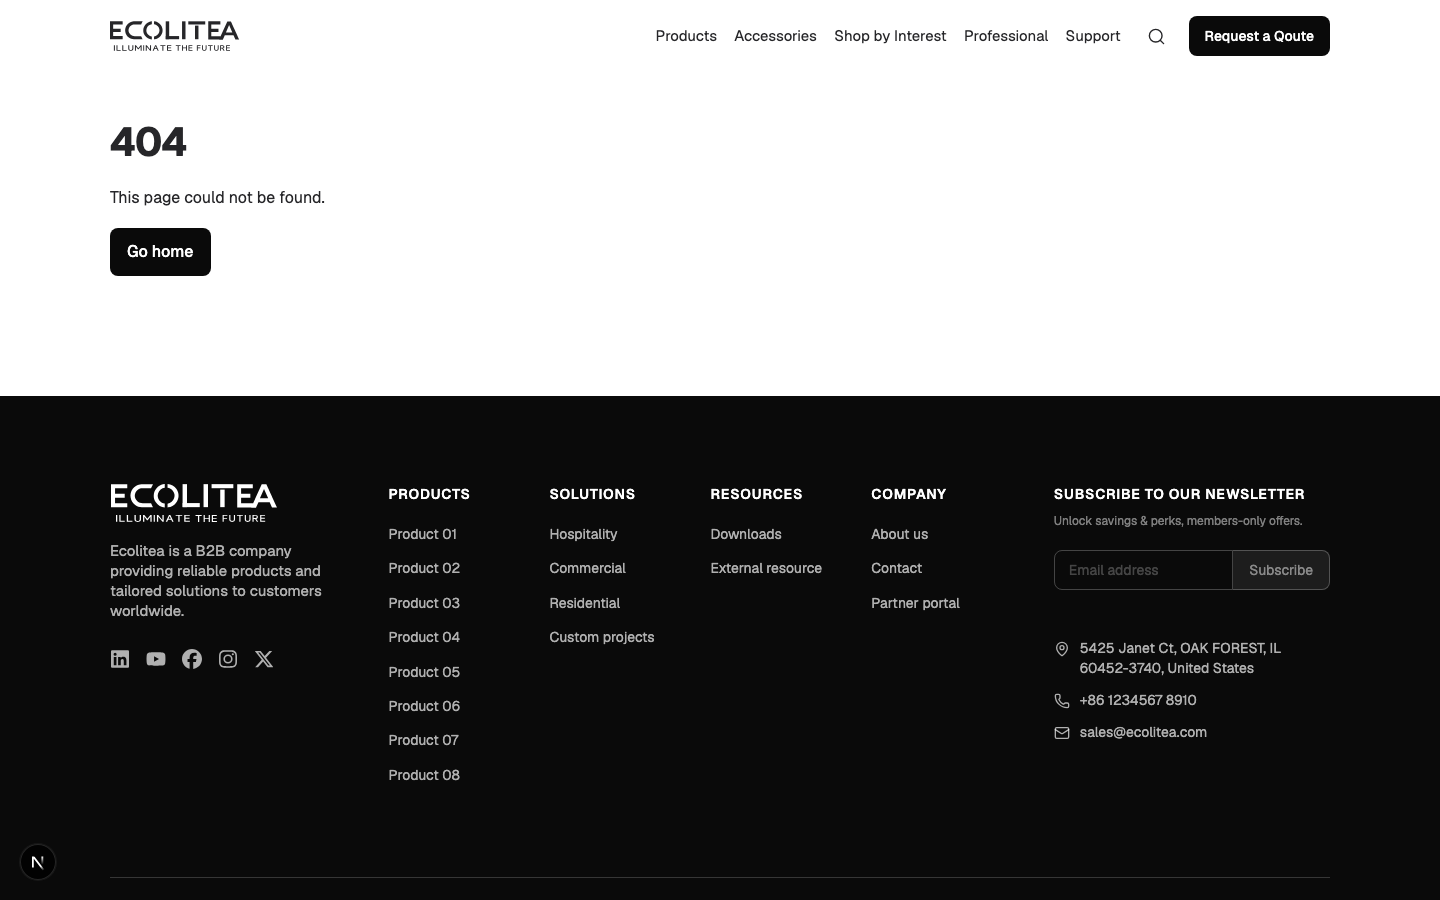 ECOLITEA
ILLUMINATE THE FUTURE
Products
Accessories
Shop by Interest
Professional
Support
Request a Qoute
404
This page could not be found.
Go home
ECOLITEA
ILLUMINATE THE FUTURE
Ecolitea is a B2B company
providing reliable products and
tailored solutions to customers
worldwide.
PRODUCTS
Product 01
Product 02
Product 03
Product 04
Product 05
Product 06
Product 07
Product 08
SOLUTIONS
Hospitality
Commercial
Residential
Custom projects
RESOURCES
Downloads
External resource
COMPANY
About us
Contact
Partner portal
SUBSCRIBE TO OUR NEWSLETTER
Unlock savings & perks, members-only offers.
Email address
Subscribe
5425 Janet Ct, OAK FOREST, IL
60452-3740, United States
+86 1234567 8910
sales@ecolitea.com
N